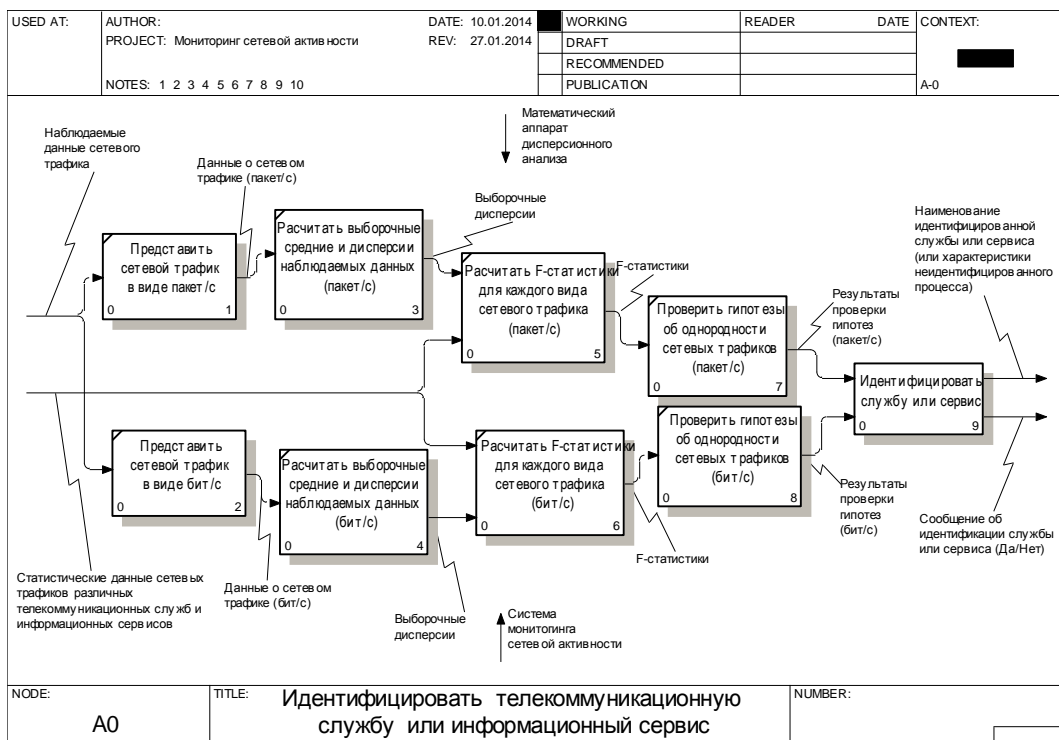 USED AT:
AUTHOR:
DATE: 10.01.2014
PROJECT: Мониторинг сетевой активности
REV: 27.01.2014
NOTES: 1 2 3 4 5 6 7 8 9 10
WORKING
DRAFT
RECOMMENDED
PUBLICATION
READER
DATE
CONTEXT:
A-0
Наблюдаемые
данные сетевого
трафика
Данные о сетевом
трафике (пакет/с)
Математический
аппарат
дисперсионного
анализа
Выборочные
дисперсии
Представить
сетевой трафик
в виде пакет/с
0 1
Расчитать выборочные
средние и дисперсии
наблюдаемых данных
(пакет/с)
0 3
Расчитать F-статистики
для каждого вида
сетевого трафика
(пакет/с)
0 5
F-статистики
Проверить гипотезы
об однородности
сетевых трафиков
(пакет/с)
0 7
Результаты
проверки
гипотез
(пакет/с)
Наименование
идентифицированной
службы или сервиса
(или характеристики
неидентифицированного
процесса)
Идентифицировать
службу или сервис
0 9
Представить
сетевой трафик
в виде бит/с
0 2
Расчитать выборочные
средние и дисперсии
наблюдаемых данных
(бит/с)
0 4
Расчитать F-статистики
для каждого вида
сетевого трафика
(бит/с)
0 6
Проверить гипотезы
об однородности
сетевых трафиков
(бит/с)
0 8
Результаты
проверки
гипотез
(бит/с)
Сообщение об
идентификации службы
или сервиса (Да/Нет)
F-статистики
Статистические данные сетевых
трафиков различных
телекоммуникационных служб и
информационных сервисов
Данные о сетевом
трафике (бит/с)
Выборочные
дисперсии
Система
монитогинга
сетевой активности
NODE:
A0
TITLE:
Идентифицировать телекоммуникационную
службу или информационный сервис
NUMBER: